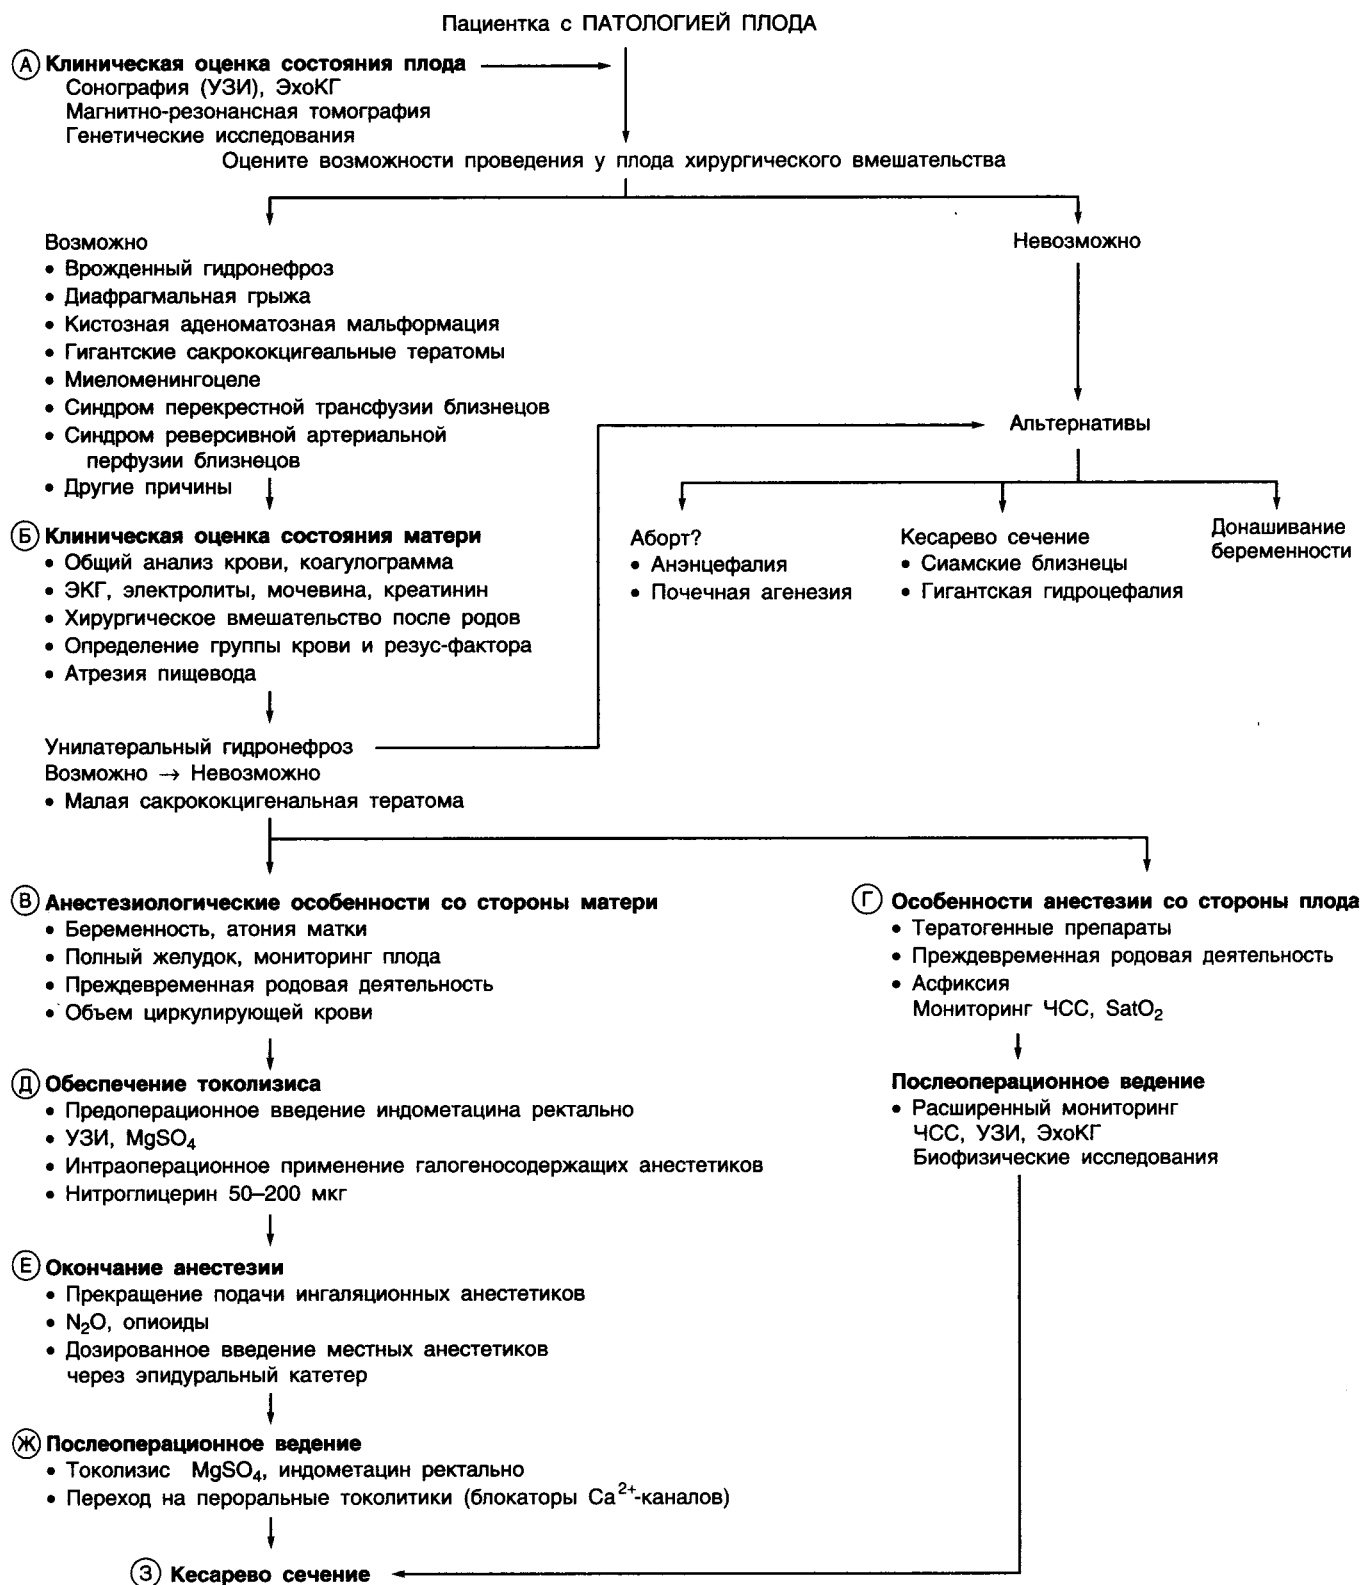 Пациентка с ПАТОЛОГИЕЙ ПЛОДА
А Клиническая оценка состояния плода
Сонография (УЗИ), ЭхоКГ
Магнитно-резонансная томография
Генетические исследования
Оцените возможности проведения у плода хирургического вмешательства
Возможно
• Врожденный гидронефроз
• Диафрагмальная грыжа
• Кистозная аденоматозная мальформация
• Гигантские сакрококцигеальные тератомы
• Миеломенингоцеле
• Синдром перекрестной трансфузии близнецов
• Синдром реверсивной артериальной
перфузии близнецов
• Другие причины
Невозможно
Альтернативы
Аборт?
• Анэнцефалия
• Почечная агенезия
Кесарево сечение
• Сиамские близнецы
• Гигантская гидроцефалия
Донашивание
беременности
Б Клиническая оценка состояния матери
• Общий анализ крови, коагулограмма
• ЭКГ, электролиты, мочевина, креатинин
• Хирургическое вмешательство после родов
• Определение группы крови и резус-фактора
• Атрезия пищевода
Унилатеральный гидронефроз
Возможно → Невозможно
• Малая сакрококцигенальная тератома
В Анестезиологические особенности со стороны матери
• Беременность, атония матки
• Полный желудок, мониторинг плода
• Преждевременная родовая деятельность
• Объем циркулирующей крови
Г Особенности анестезии со стороны плода
• Тератогенные препараты
• Преждевременная родовая деятельность
• Асфиксия
Мониторинг ЧСС, SatO₂
Послеоперационное ведение
• Расширенный мониторинг
ЧСС, УЗИ, ЭхоКГ
Биофизические исследования
Д Обеспечение токолизиса
• Предоперационное введение индометацина ректально
• УЗИ, MgSO₄
• Интраоперационное применение галогеносодержащих анестетиков
• Нитроглицерин 50–200 мкг
Е Окончание анестезии
• Прекращение подачи ингаляционных анестетиков
• N₂O, опиоиды
• Дозированное введение местных анестетиков
через эпидуральный катетер
Ж Послеоперационное ведение
• Токолизис MgSO₄, индометацин ректально
• Переход на пероральные токолитики (блокаторы Ca²⁺-каналов)
З Кесарево сечение